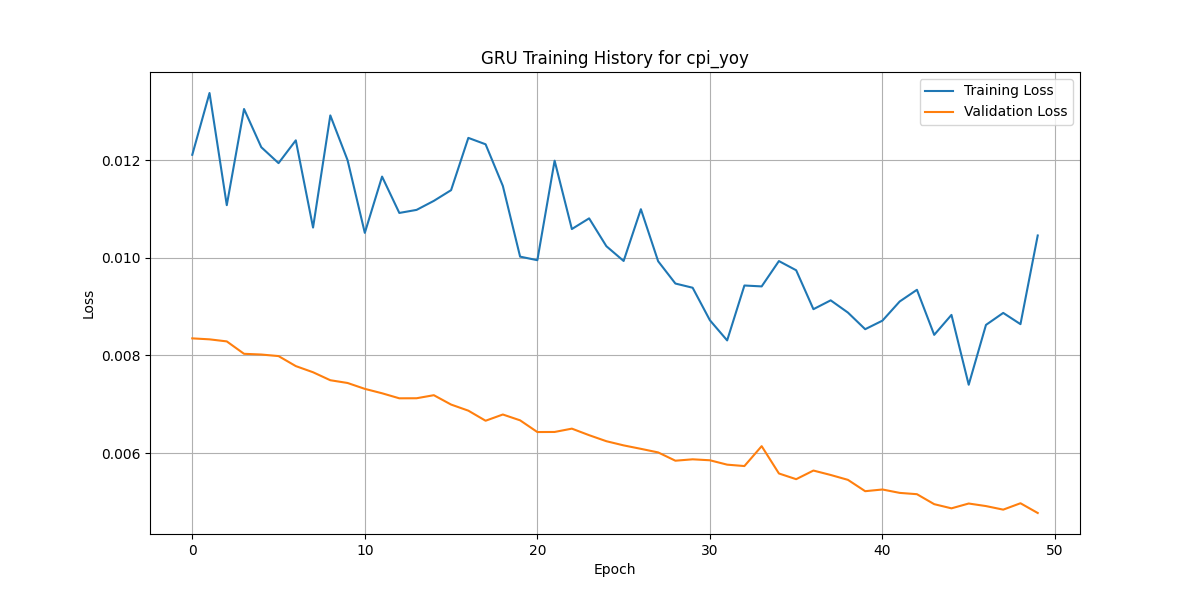 GRU Training History for cpi_yoy
Training Loss
Validation Loss
0.012
0.010
0.008
0.006
Loss
0 10 20 30 40 50
Epoch